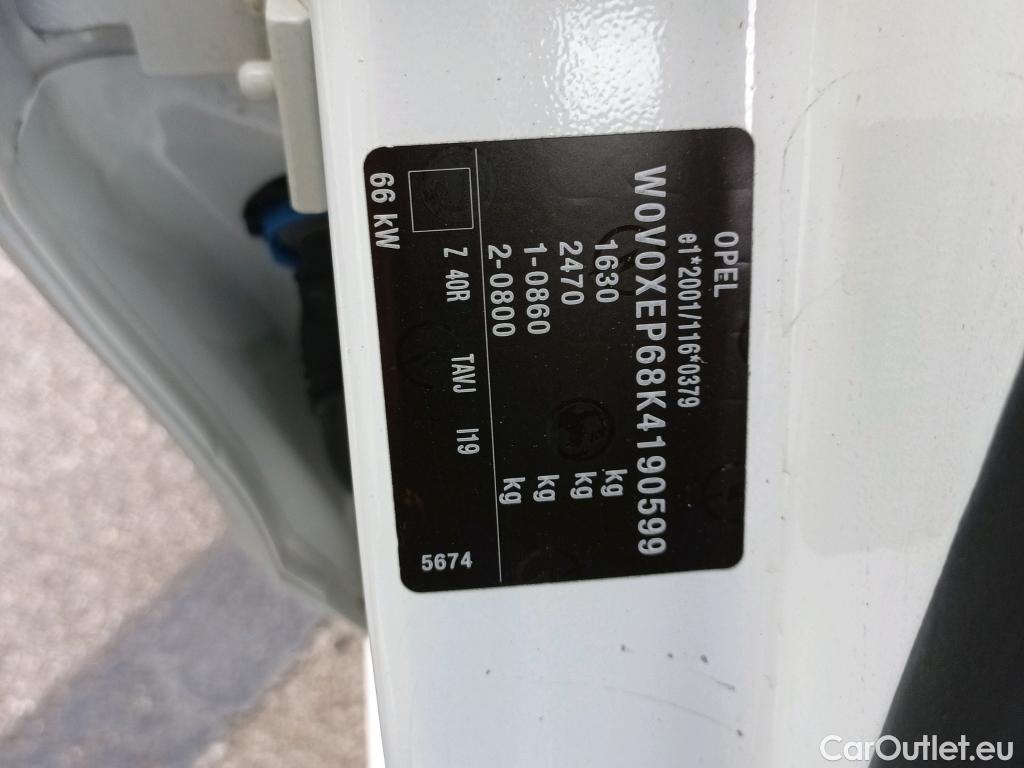 OPEL
e1*2001/116*0379
W0V0XEP68K4190599
1630 kg
2470 kg
1-0860 kg
2-0800 kg
Z 40R TAVJ I19
5674
66 kW
CarOutlet.eu